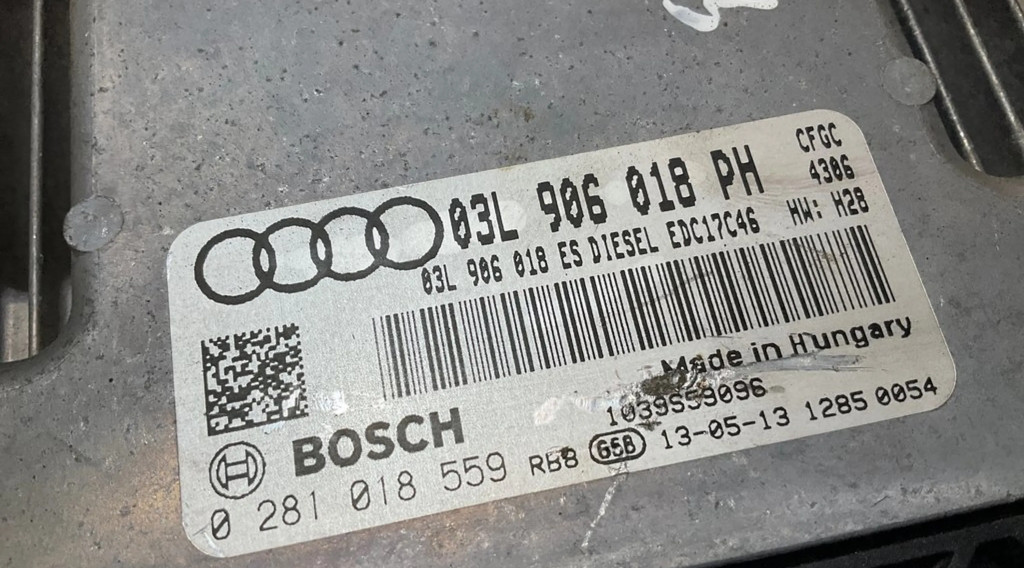 CFGC
03L 906 018 PH 4306
03L 906 018 ES DIESEL EDC17C46 HW: H28
Made in Hungary
1039S59096
BOSCH
0 281 018 559 RB8 G5B 13-05-13 1285 0054